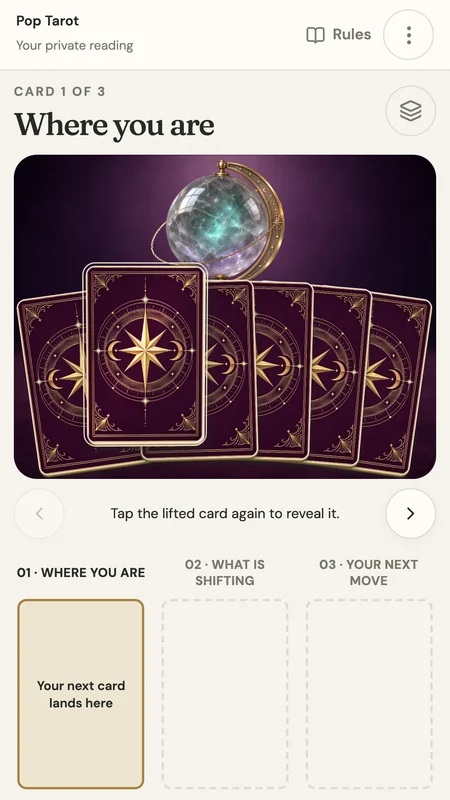 Pop Tarot
Your private reading
Rules
CARD 1 OF 3
Where you are
Tap the lifted card again to reveal it.
01 · WHERE YOU ARE
02 · WHAT IS
SHIFTING
03 · YOUR NEXT
MOVE
Your next card
lands here